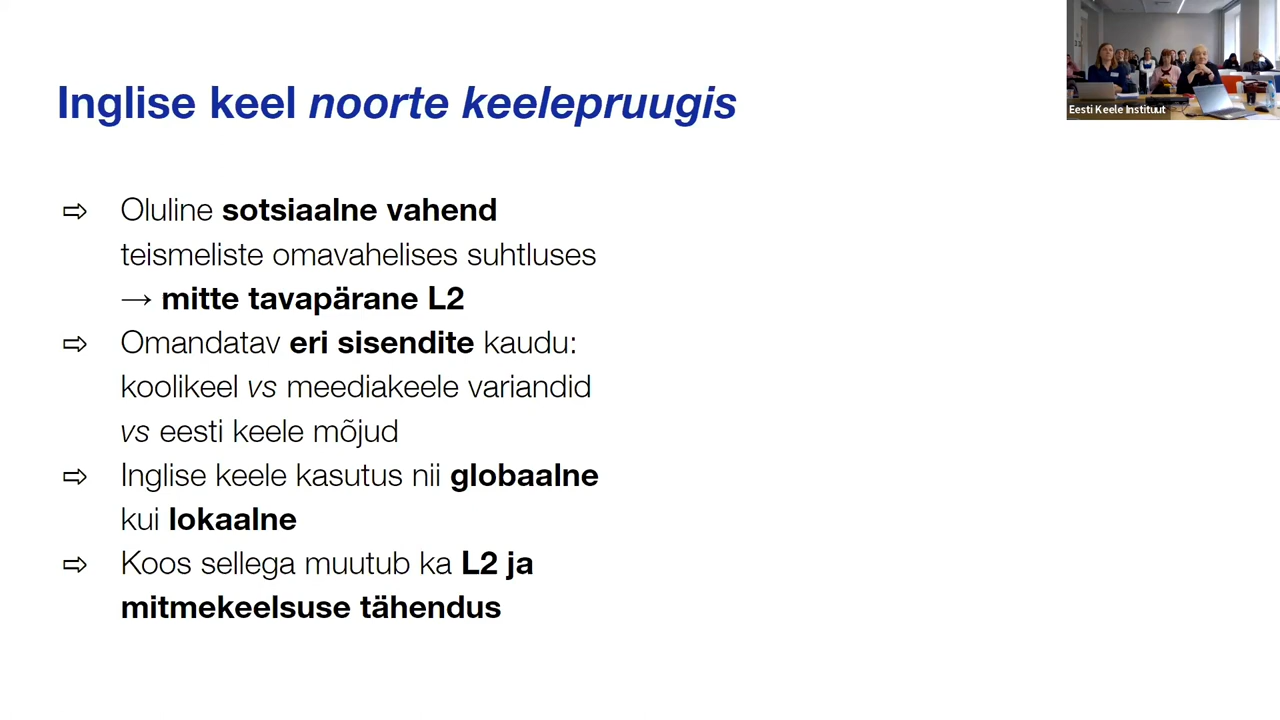 Inglise keel noorte keelepruugis
Eesti Keele Instituut
⇨ Oluline sotsiaalne vahend
teismeliste omavahelises suhtluses
→ mitte tavapärane L2
⇨ Omandatav eri sisendite kaudu:
koolikeel vs meediakeele variandid
vs eesti keele mõjud
⇨ Inglise keele kasutus nii globaalne
kui lokaalne
⇨ Koos sellega muutub ka L2 ja
mitmekeelsuse tähendus